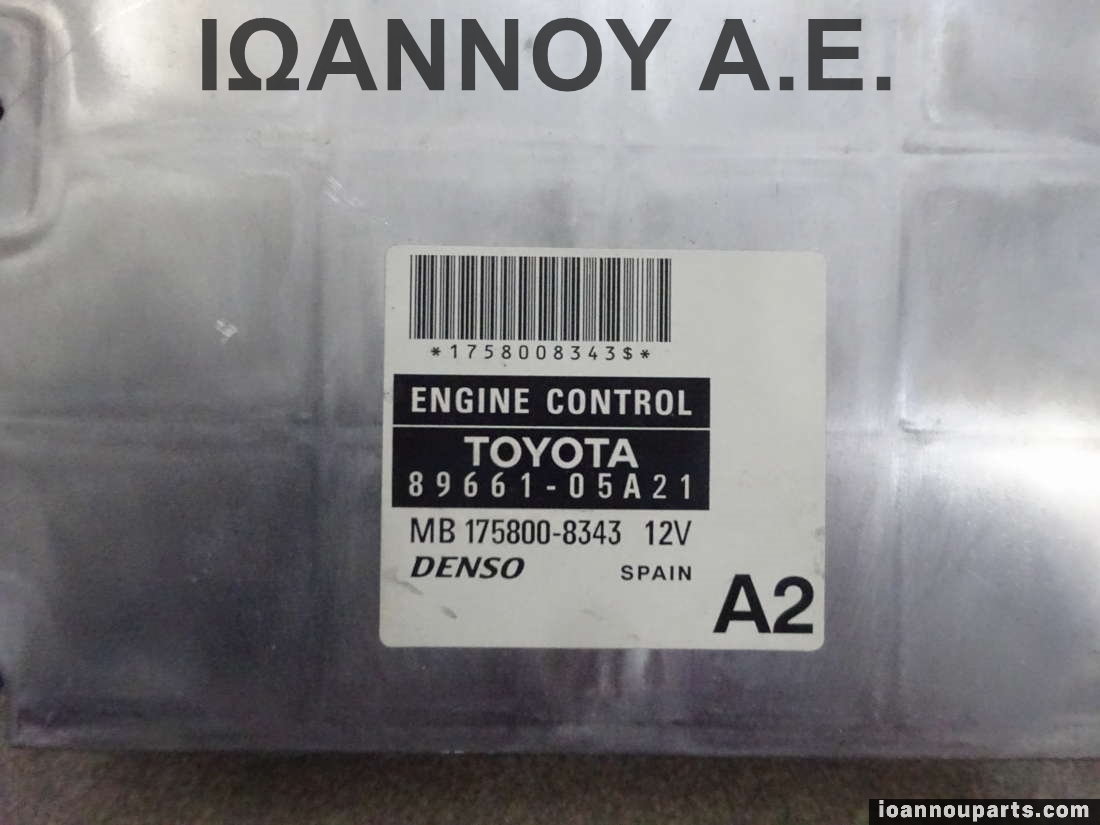 ΙΩΑΝΝΟΥ Α.Ε.
*1758008343$*
ENGINE CONTROL
TOYOTA
89661-05A21
MB 175800-8343 12V
DENSO SPAIN
A2
ioannouparts.com